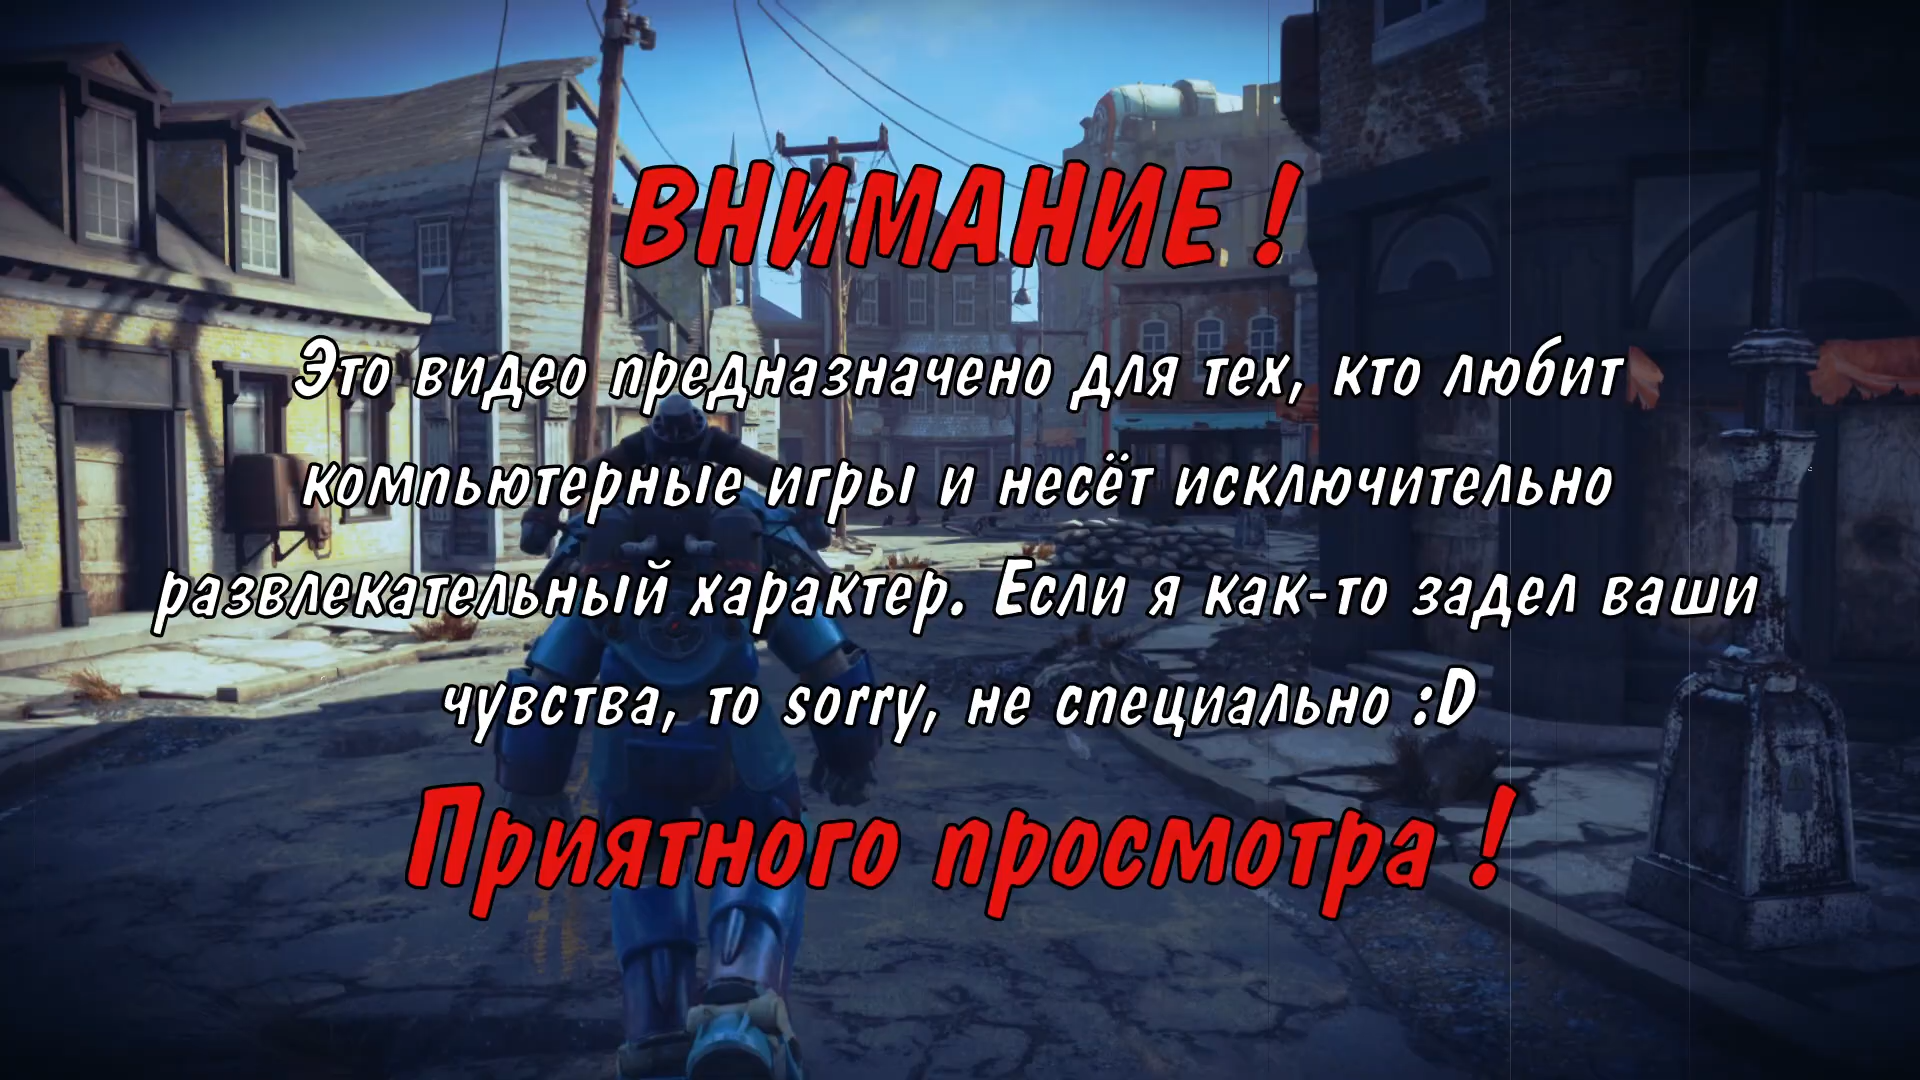 ВНИМАНИЕ !
Это видео предназначено для тех, кто любит
компьютерные игры и несёт исключительно
развлекательный характер. Если я как-то задел ваши
чувства, то sorry, не специально :D
Приятного просмотра !